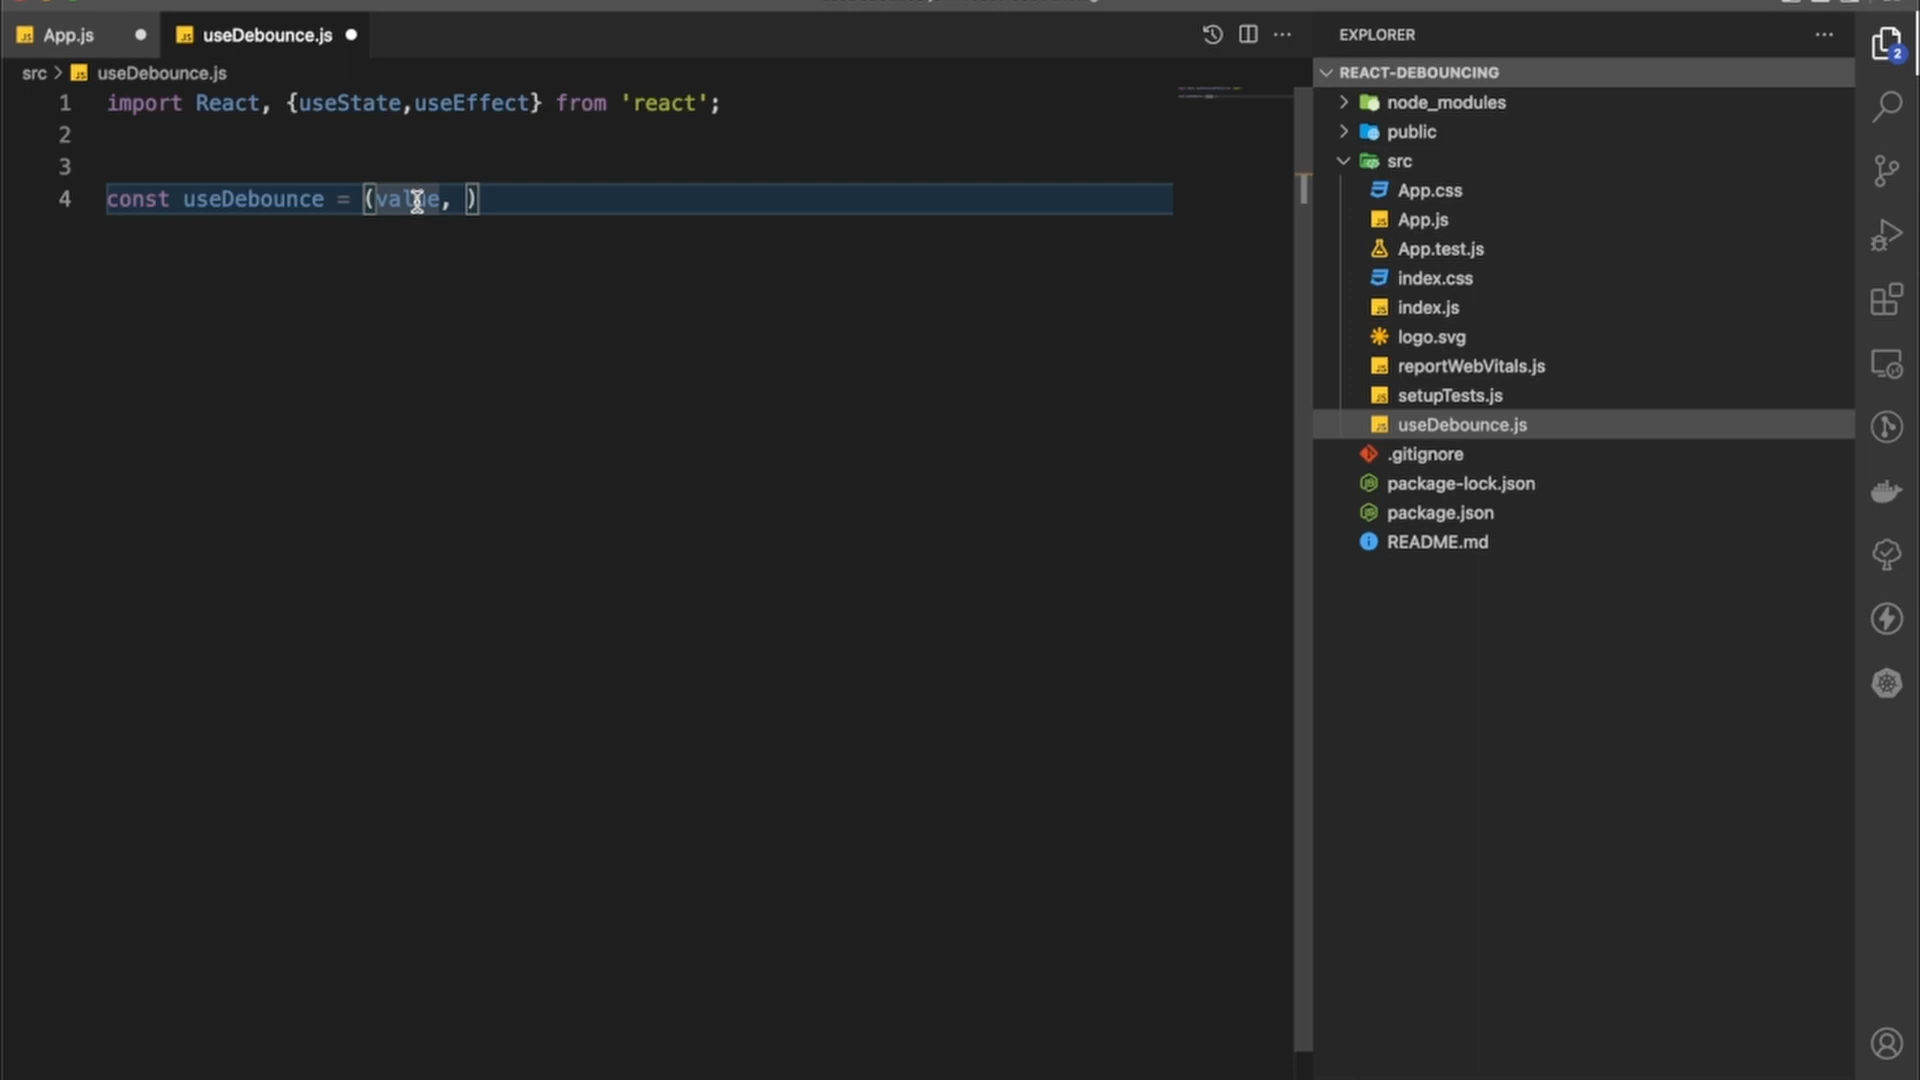 App.js
useDebounce.js
src > useDebounce.js
1 import React, {useState,useEffect} from 'react';
2
3
4 const useDebounce = (value, )
EXPLORER
REACT-DEBOUNCING
node_modules
public
src
App.css
App.js
App.test.js
index.css
index.js
logo.svg
reportWebVitals.js
setupTests.js
useDebounce.js
.gitignore
package-lock.json
package.json
README.md
2